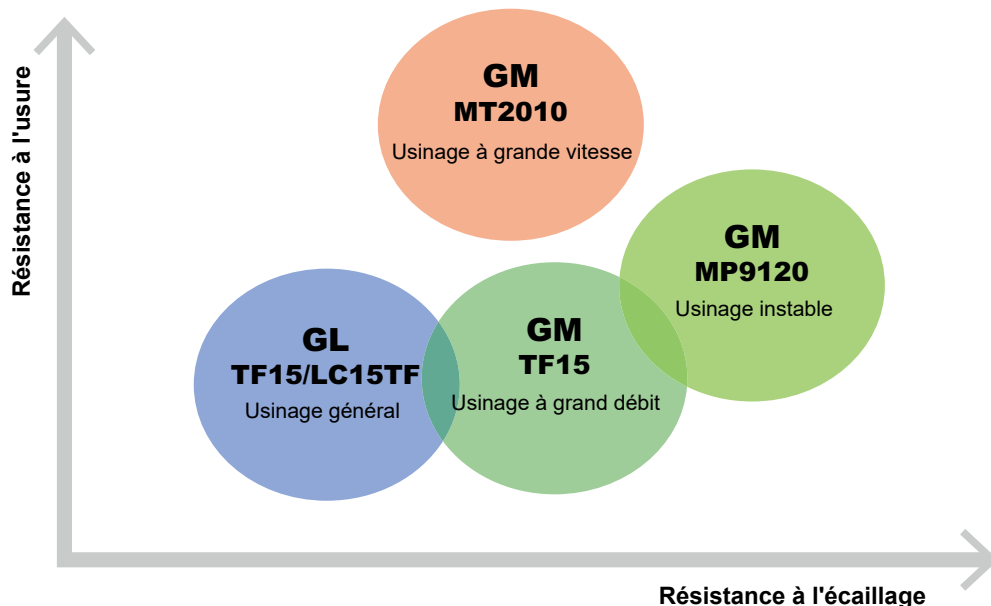 Résistance à l'usure
GM
MT2010
Usinage à grande vitesse
GM
MP9120
Usinage instable
GL
TF15/LC15TF
Usinage général
GM
TF15
Usinage à grand débit
Résistance à l'écaillage